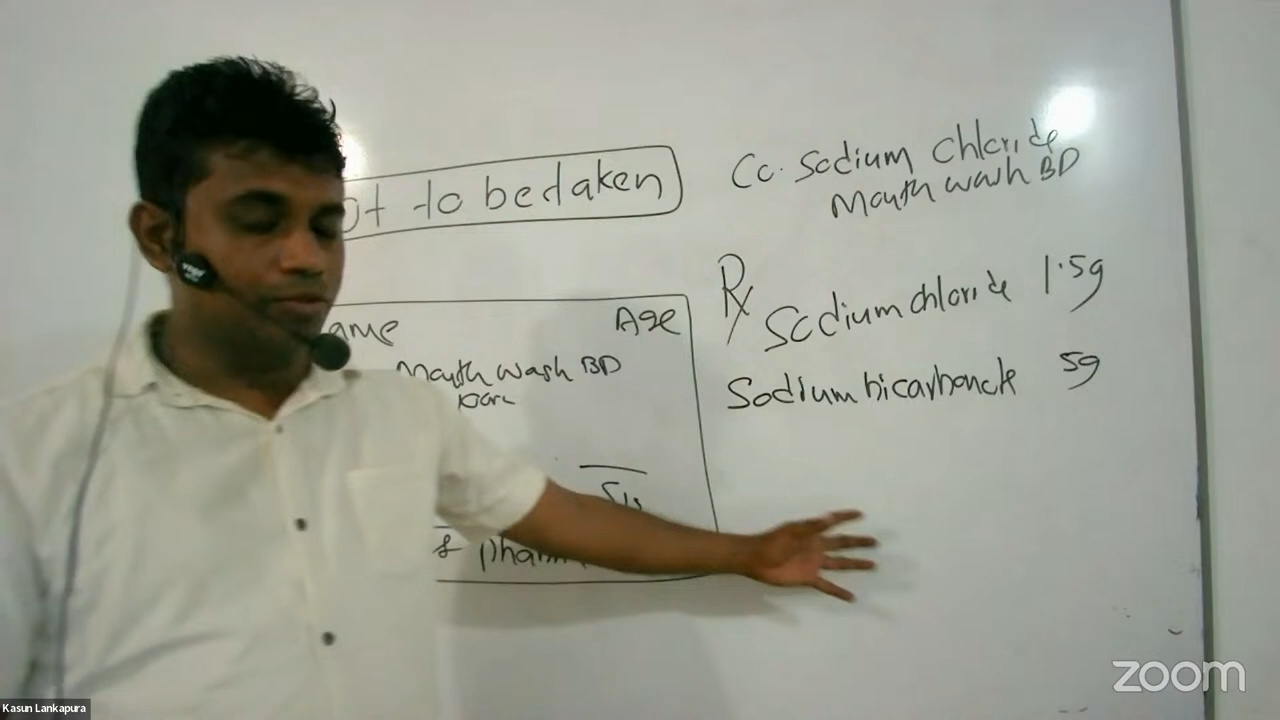 ot to be taken
Co. Sodium Chloride
Mouth wash BD
Rx
Sodium chloride 1.5g
Sodium bicarbonate 5g
ame Age
Mouth wash BD
& pharm
zoom
Kasun Lankapura